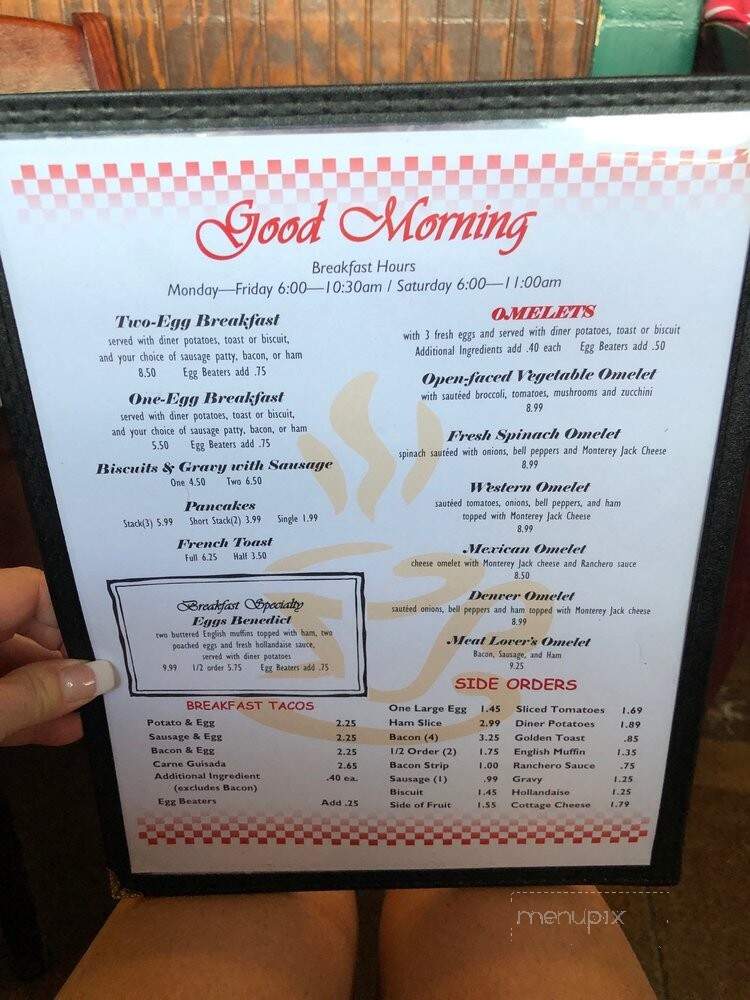 Good Morning
Breakfast Hours
Monday—Friday 6:00—10:30am / Saturday 6:00—11:00am
Two-Egg Breakfast
served with diner potatoes, toast or biscuit,
and your choice of sausage patty, bacon, or ham
8.50 Egg Beaters add .75
One-Egg Breakfast
served with diner potatoes, toast or biscuit,
and your choice of sausage patty, bacon, or ham
5.50 Egg Beaters add .75
Biscuits & Gravy with Sausage
One 4.50 Two 6.50
Pancakes
Stack(3) 5.99 Short Stack(2) 3.99 Single 1.99
French Toast
Full 6.25 Half 3.50
Breakfast Specialty
Eggs Benedict
two buttered English muffins topped with ham, two
poached eggs and fresh hollandaise sauce,
served with diner potatoes
9.99 1/2 order 5.75 Egg Beaters add .75
BREAKFAST TACOS
Potato & Egg 2.25
Sausage & Egg 2.25
Bacon & Egg 2.25
Carne Guisada 2.65
Additional Ingredient .40 ea.
(excludes Bacon)
Egg Beaters Add .25
OMELETS
with 3 fresh eggs and served with diner potatoes, toast or biscuit
Additional Ingredients add .40 each Egg Beaters add .50
Open-faced Vegetable Omelet
with sautéed broccoli, tomatoes, mushrooms and zucchini
8.99
Fresh Spinach Omelet
spinach sautéed with onions, bell peppers and Monterey Jack Cheese
8.99
Western Omelet
sautéed tomatoes, onions, bell peppers, and ham
topped with Monterey Jack Cheese
8.99
Mexican Omelet
cheese omelet with Monterey Jack cheese and Ranchero sauce
8.50
Denver Omelet
sautéed onions, bell peppers and ham topped with Monterey Jack cheese
8.99
Meat Lover's Omelet
Bacon, Sausage, and Ham
9.25
SIDE ORDERS
One Large Egg 1.45 Sliced Tomatoes 1.69
Ham Slice 2.99 Diner Potatoes 1.89
Bacon (4) 3.25 Golden Toast .85
1/2 Order (2) 1.75 English Muffin 1.35
Bacon Strip 1.00 Ranchero Sauce .75
Sausage (1) .99 Gravy 1.25
Biscuit 1.45 Hollandaise 1.25
Side of Fruit 1.55 Cottage Cheese 1.79
menupix